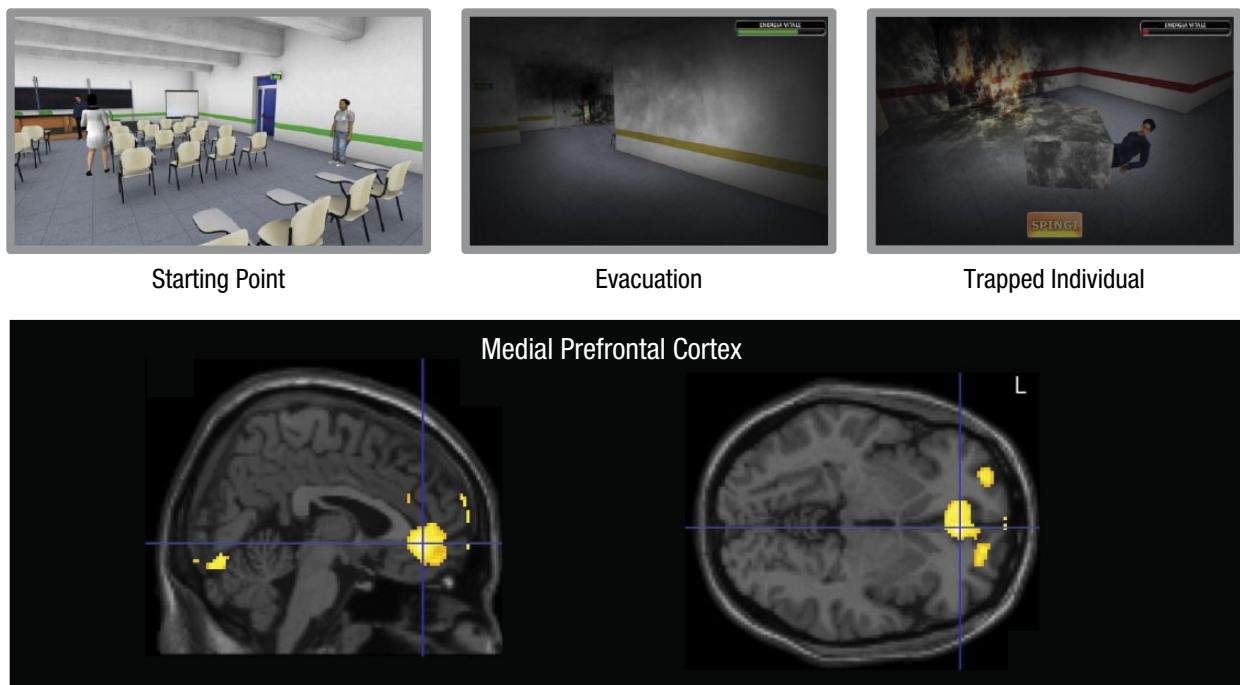 ENERGIA VITALE
ENERGIA VITALE
SPINGI
Starting Point
Evacuation
Trapped Individual
Medial Prefrontal Cortex
L